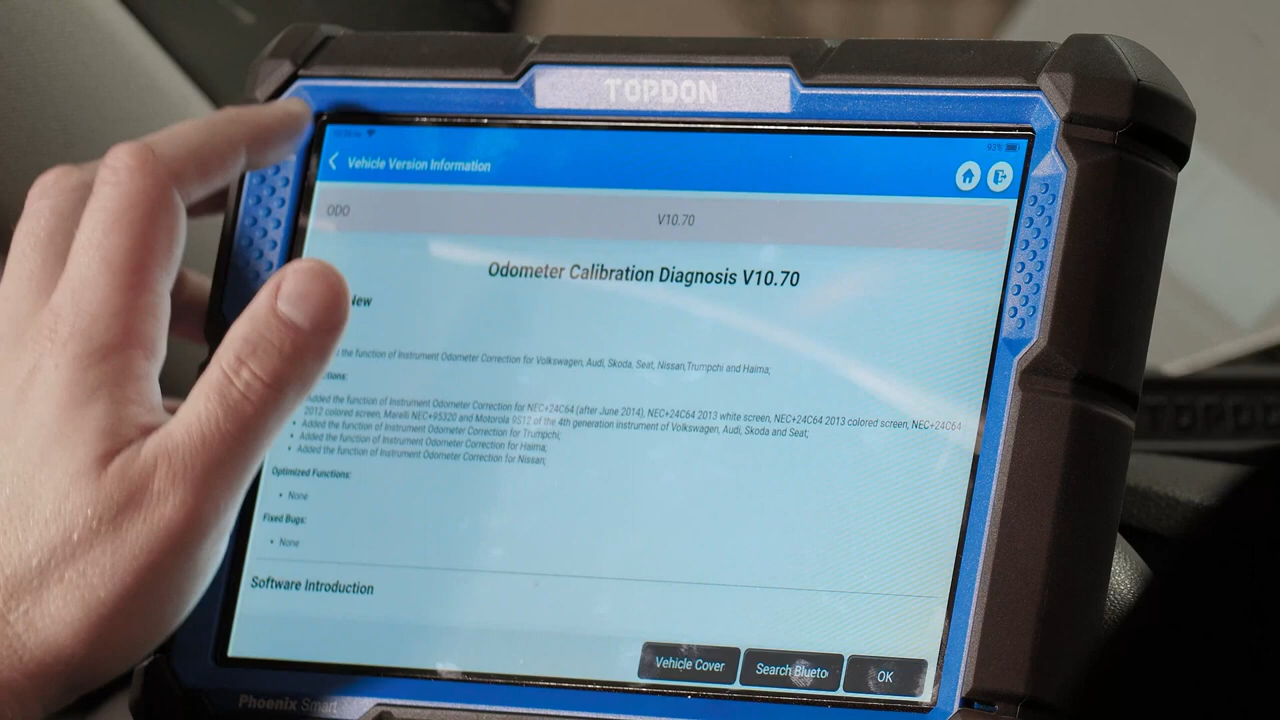 TOPDON
93%
Vehicle Version Information
ODO V10.70
Odometer Calibration Diagnosis V10.70
New
the function of Instrument Odometer Correction for Volkswagen, Audi, Skoda, Seat, Nissan,Trumpchi and Haima;
Added the function of Instrument Odometer Correction for NEC+24C64 (after June 2014), NEC+24C64 2013 white screen, NEC+24C64 2013 colored screen, NEC+24C64
2012 colored screen, Marelli NEC+95320 and Motorola 9S12 of the 4th generation instrument of Volkswagen, Audi, Skoda and Seat;
• Added the function of Instrument Odometer Correction for Trumpchi;
• Added the function of Instrument Odometer Correction for Haima;
• Added the function of Instrument Odometer Correction for Nissan;
Optimized Functions:
• None
Fixed Bugs:
• None
Software Introduction
Vehicle Cover Search Blueto OK
Phoenix Smart